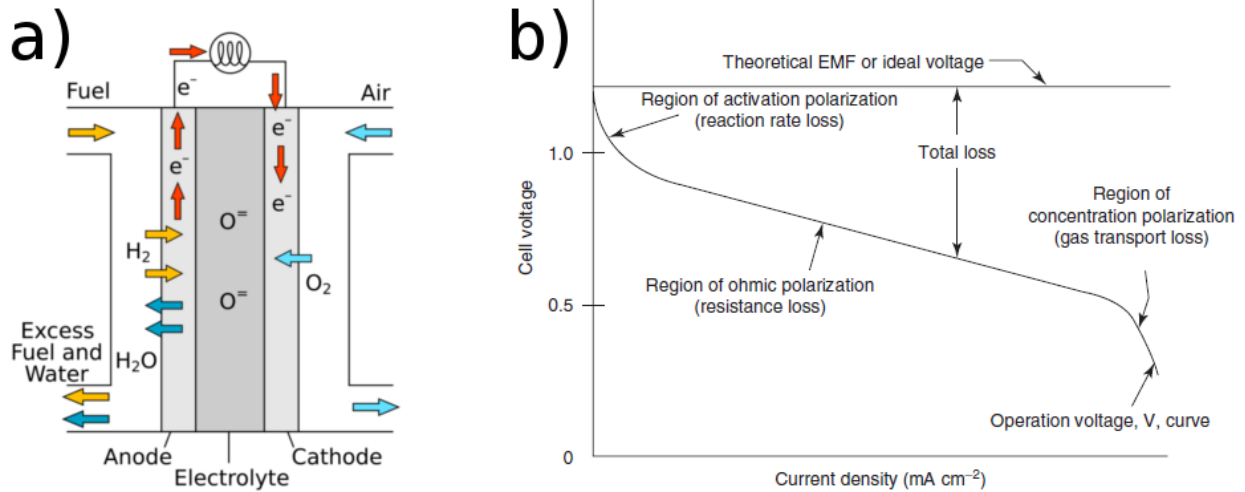 a)
Fuel
e⁻
Air
e⁻
e⁻
e⁻
O⁼
H₂
O₂
O⁼
Excess
Fuel and
Water
H₂O
Anode
Cathode
Electrolyte
b)
Theoretical EMF or ideal voltage
Region of activation polarization
(reaction rate loss)
1.0
Total loss
Region of
concentration polarization
(gas transport loss)
Cell voltage
Region of ohmic polarization
(resistance loss)
0.5
Operation voltage, V, curve
0
Current density (mA cm⁻²)